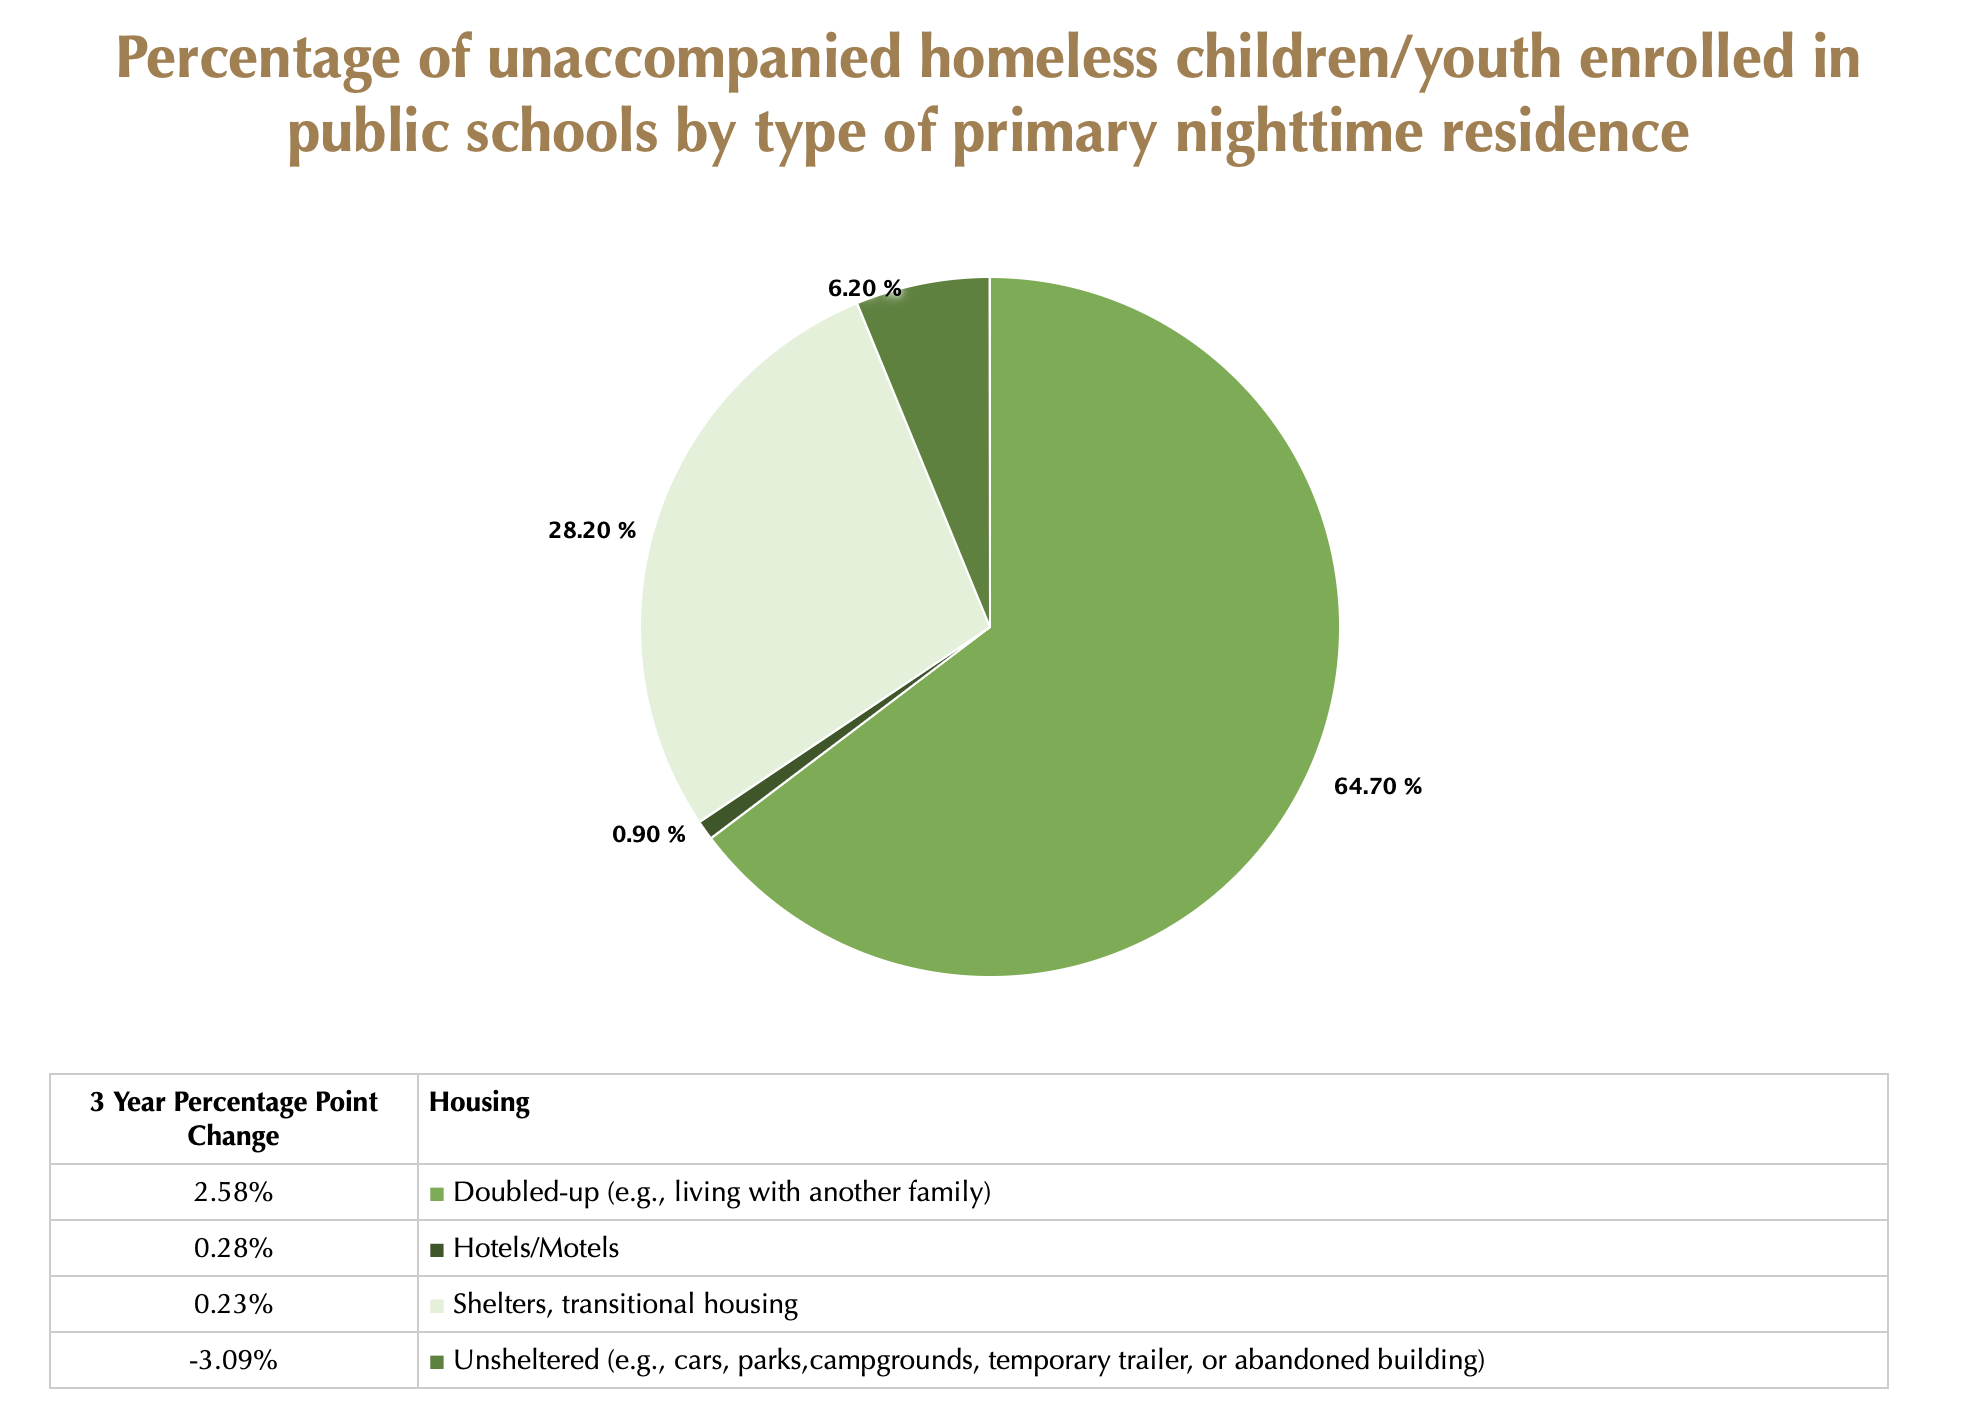 Percentage of unaccompanied homeless children/youth enrolled in
public schools by type of primary nighttime residence
6.20 %
28.20 %
64.70 %
0.90 %
3 Year Percentage Point
Change
Housing
2.58%
Doubled-up (e.g., living with another family)
0.28%
Hotels/Motels
0.23%
Shelters, transitional housing
-3.09%
Unsheltered (e.g., cars, parks,campgrounds, temporary trailer, or abandoned building)